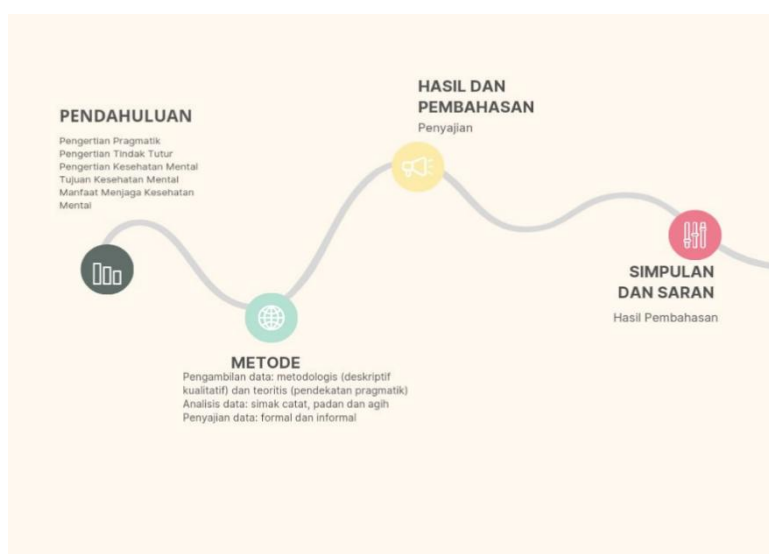 PENDAHULUAN
Pengertian Pragmatik
Pengertian Tindak Tutur
Pengertian Kesehatan Mental
Tujuan Kesehatan Mental
Manfaat Menjaga Kesehatan
Mental
METODE
Pengambilan data: metodologis (deskriptif
kualitatif) dan teoritis (pendekatan pragmatik)
Analisis data: simak catat, padan dan agih
Penyajian data: formal dan informal
HASIL DAN
PEMBAHASAN
Penyajian
SIMPULAN
DAN SARAN
Hasil Pembahasan